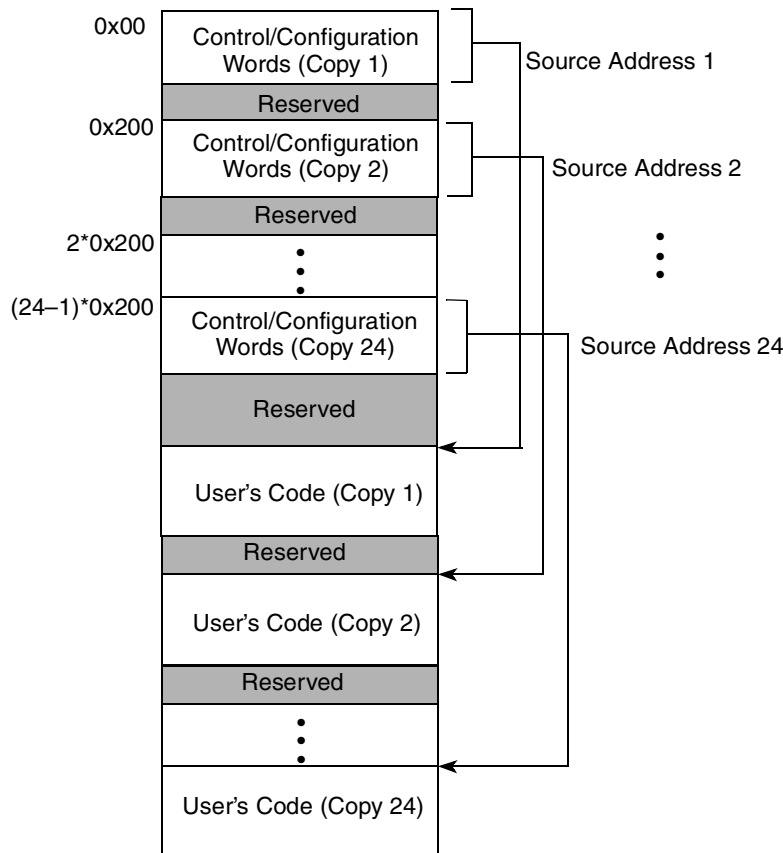 0x00
Control/Configuration
Words (Copy 1)
Source Address 1
Reserved
0x200
Control/Configuration
Words (Copy 2)
Source Address 2
Reserved
2*0x200
(24–1)*0x200
Control/Configuration
Words (Copy 24)
Source Address 24
Reserved
User's Code (Copy 1)
Reserved
User's Code (Copy 2)
Reserved
User's Code (Copy 24)